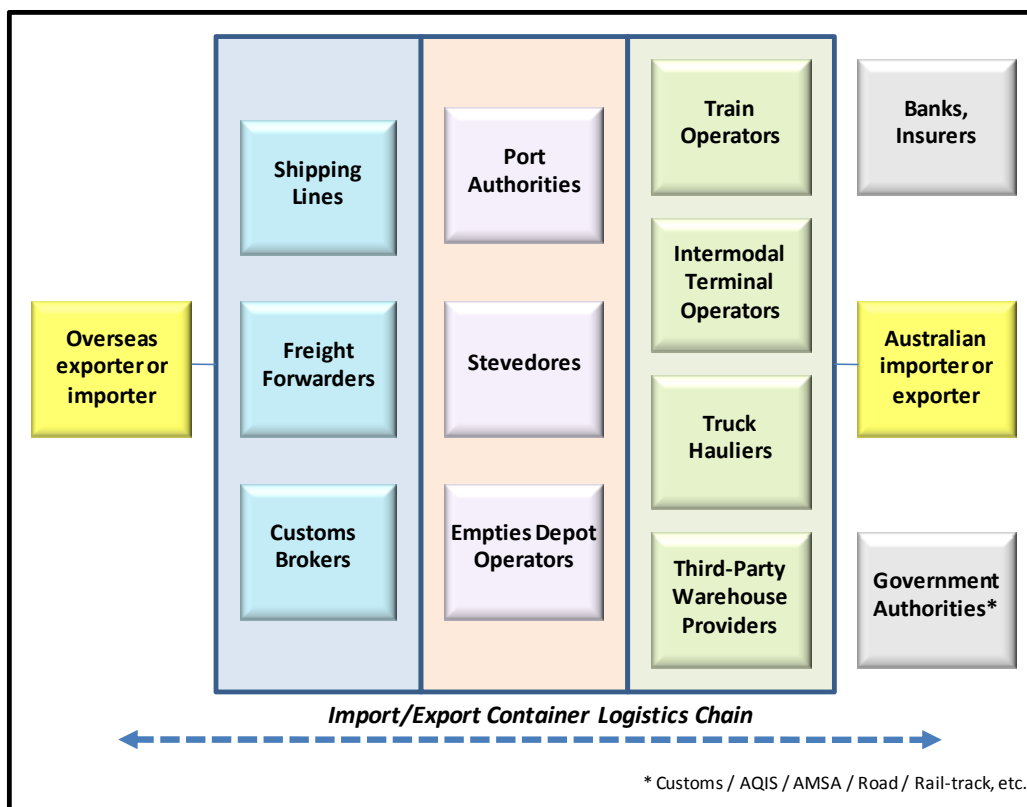 Shipping
Lines
Freight
Forwarders
Customs
Brokers
Port
Authorities
Stevedores
Empties Depot
Operators
Train
Operators
Intermodal
Terminal
Operators
Truck
Hauliers
Third-Party
Warehouse
Providers
Banks,
Insurers
Overseas
exporter or
importer
Australian
importer or
exporter
Government
Authorities*
Import/Export Container Logistics Chain
* Customs / AQIS / AMSA / Road / Rail-track, etc.